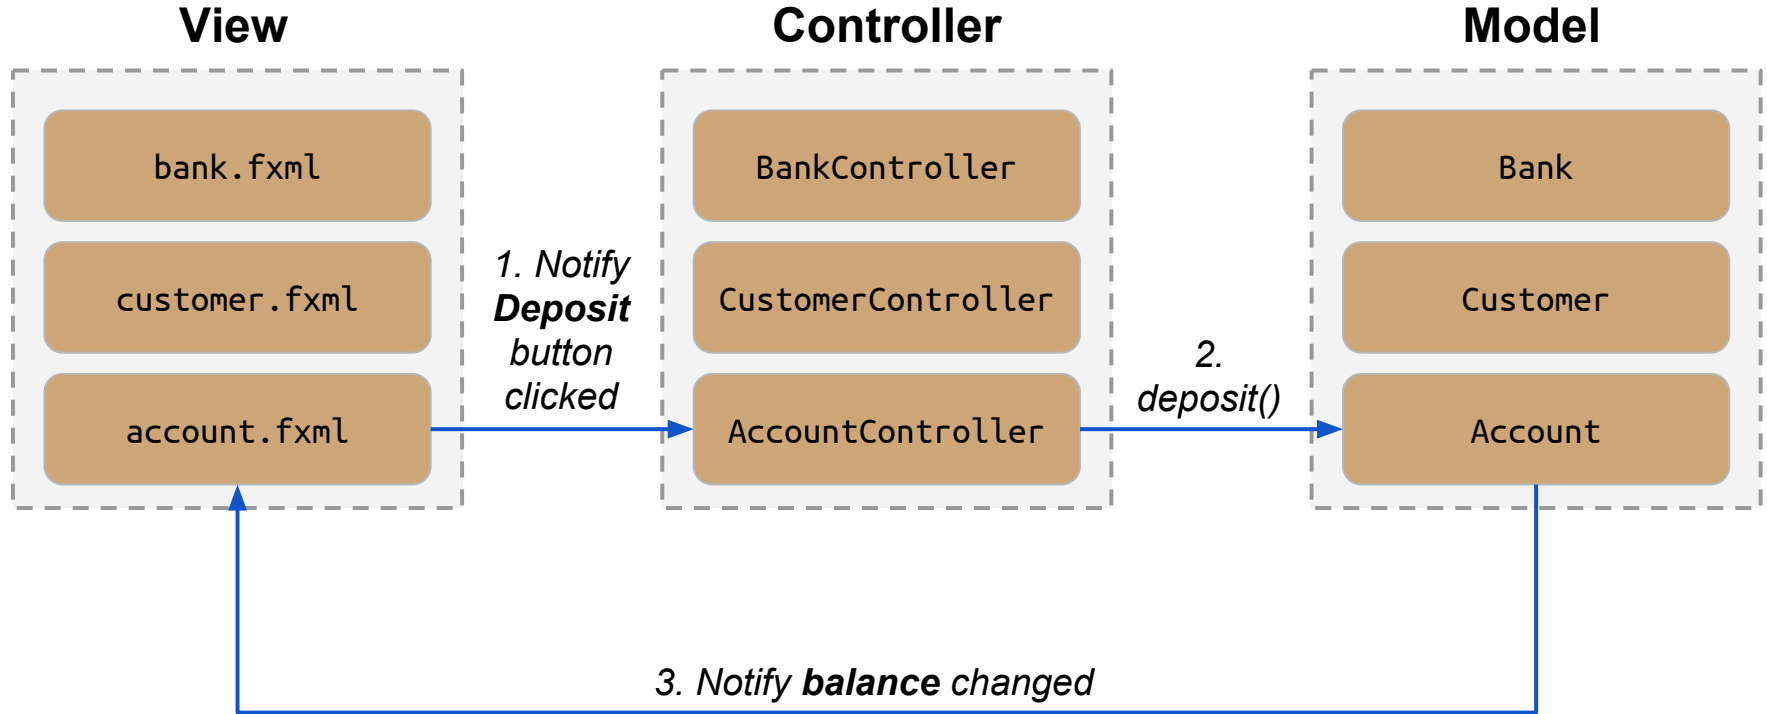 View
Controller
Model
bank.fxml
customer.fxml
account.fxml
1. Notify
Deposit
button
clicked
BankController
CustomerController
AccountController
2.
deposit()
Bank
Customer
Account
3. Notify balance changed